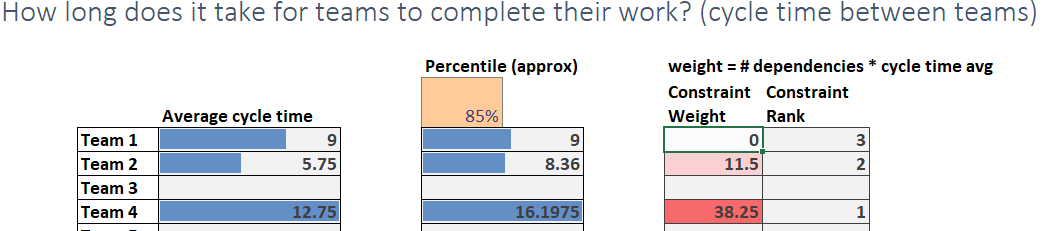 How long does it take for teams to complete their work? (cycle time between teams)
Percentile (approx) weight = # dependencies * cycle time avg
Constraint Constraint
Average cycle time 85% Weight Rank
Team 1 9 9 0 3
Team 2 5.75 8.36 11.5 2
Team 3
Team 4 12.75 16.1975 38.25 1